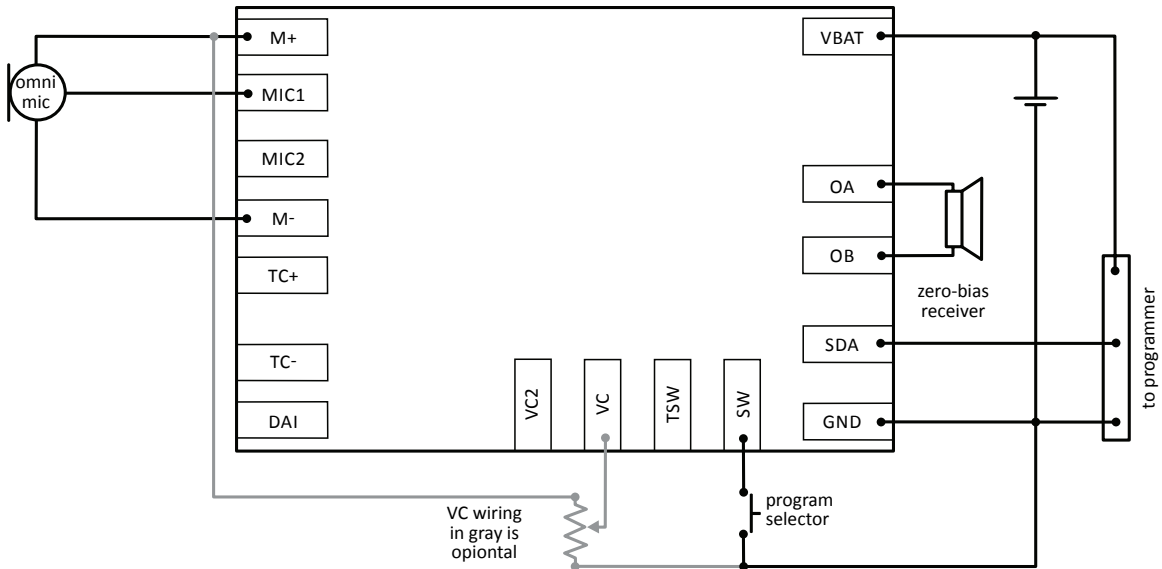 M+
VBAT
omni
mic
MIC1
MIC2
OA
M-
OB
TC+
zero-bias
receiver
SDA
to programmer
TC-
VC2
VC
TSW
SW
DAI
GND
VC wiring
in gray is
opiontal
program
selector